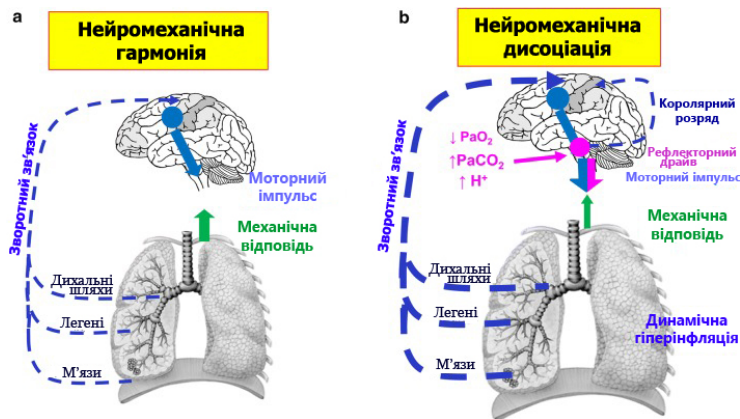 a
Нейромеханічна
гармонія
Зворотний зв’язок
Моторний
імпульс
Механічна
відповідь
Дихальні
шляхи
Легені
М’язи
b
Нейромеханічна
дисоціація
Зворотний зв’язок
Королярний
розряд
↓ PaO₂
↑PaCO₂
↑ H⁺
Рефлекторний
драйв
Моторний імпульс
Механічна
відповідь
Дихальні
шляхи
Легені
М’язи
Динамічна
гіперінфляція